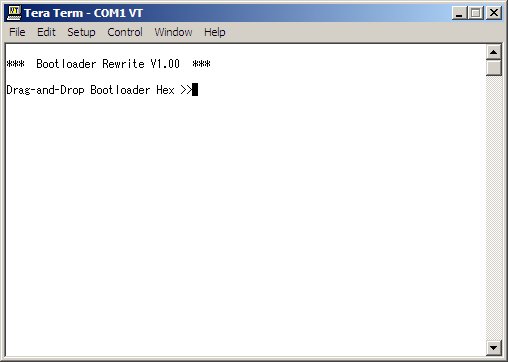 Tera Term - COM1 VT
File Edit Setup Control Window Help
*** Bootloader Rewrite V1.00 ***
Drag-and-Drop Bootloader Hex >>